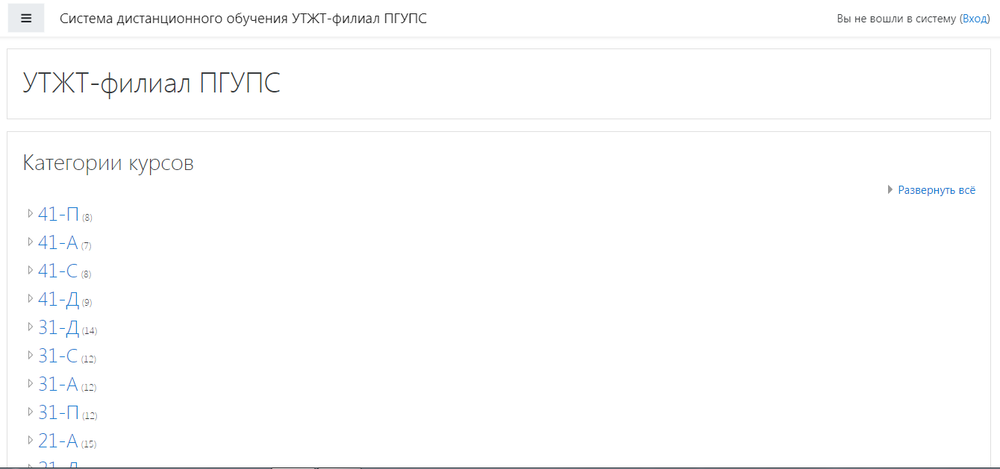 Система дистанционного обучения УТЖТ-филиал ПГУПС
Вы не вошли в систему (Вход)
УТЖТ-филиал ПГУПС
Категории курсов
Развернуть всё
41-П (8)
41-А (7)
41-С (8)
41-Д (9)
31-Д (14)
31-С (12)
31-А (12)
31-П (12)
21-А (15)